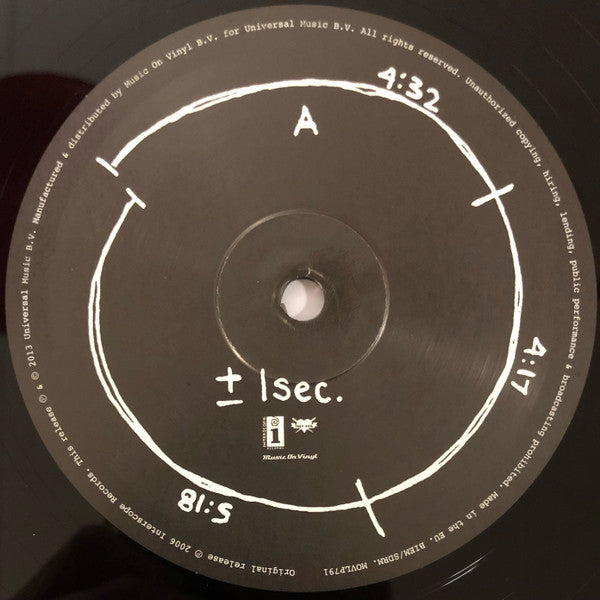 A
4:32
4:17
5:18
± 1sec.
INTERSCOPE
i
RECORDS
Music On Vinyl
Original release ℗ 2006 Interscope Records. This release ℗ & © 2013 Universal Music B.V. Manufactured & distributed by Music On Vinyl B.V. for Universal Music B.V. All rights reserved. Unauthorized copying, hiring, lending, public performance & broadcasting prohibited. Made in the EU. BIEM/SDRM. MOVLP791